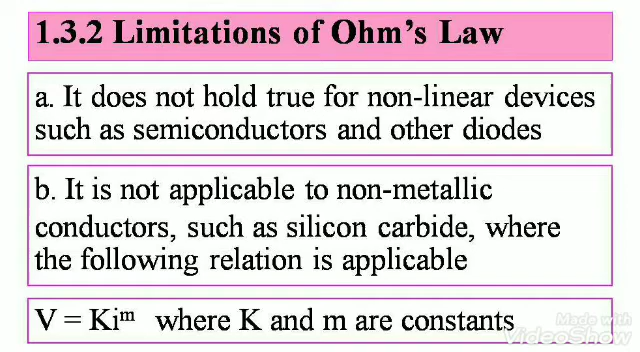 1.3.2 Limitations of Ohm's Law
a. It does not hold true for non-linear devices
such as semiconductors and other diodes
b. It is not applicable to non-metallic
conductors, such as silicon carbide, where
the following relation is applicable
V = Kiᵐ where K and m are constants
Made with
VideoShow